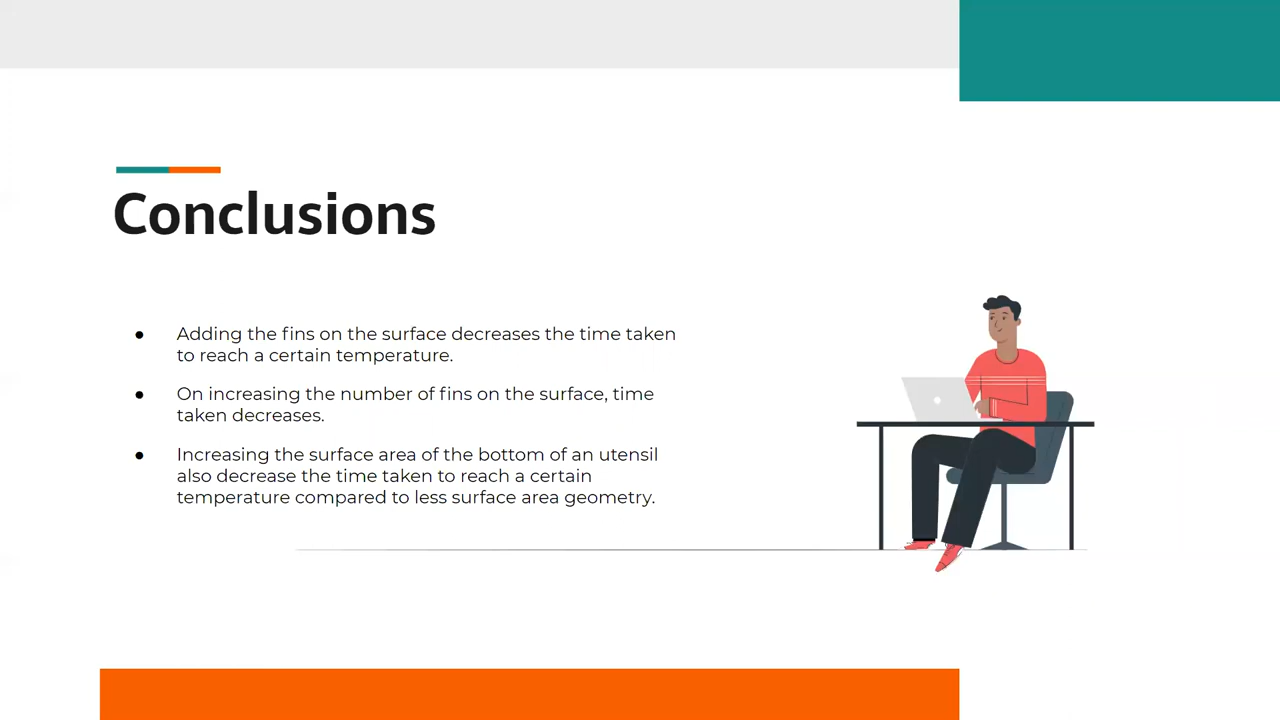 Conclusions
● Adding the fins on the surface decreases the time taken
to reach a certain temperature.
● On increasing the number of fins on the surface, time
taken decreases.
● Increasing the surface area of the bottom of an utensil
also decrease the time taken to reach a certain
temperature compared to less surface area geometry.